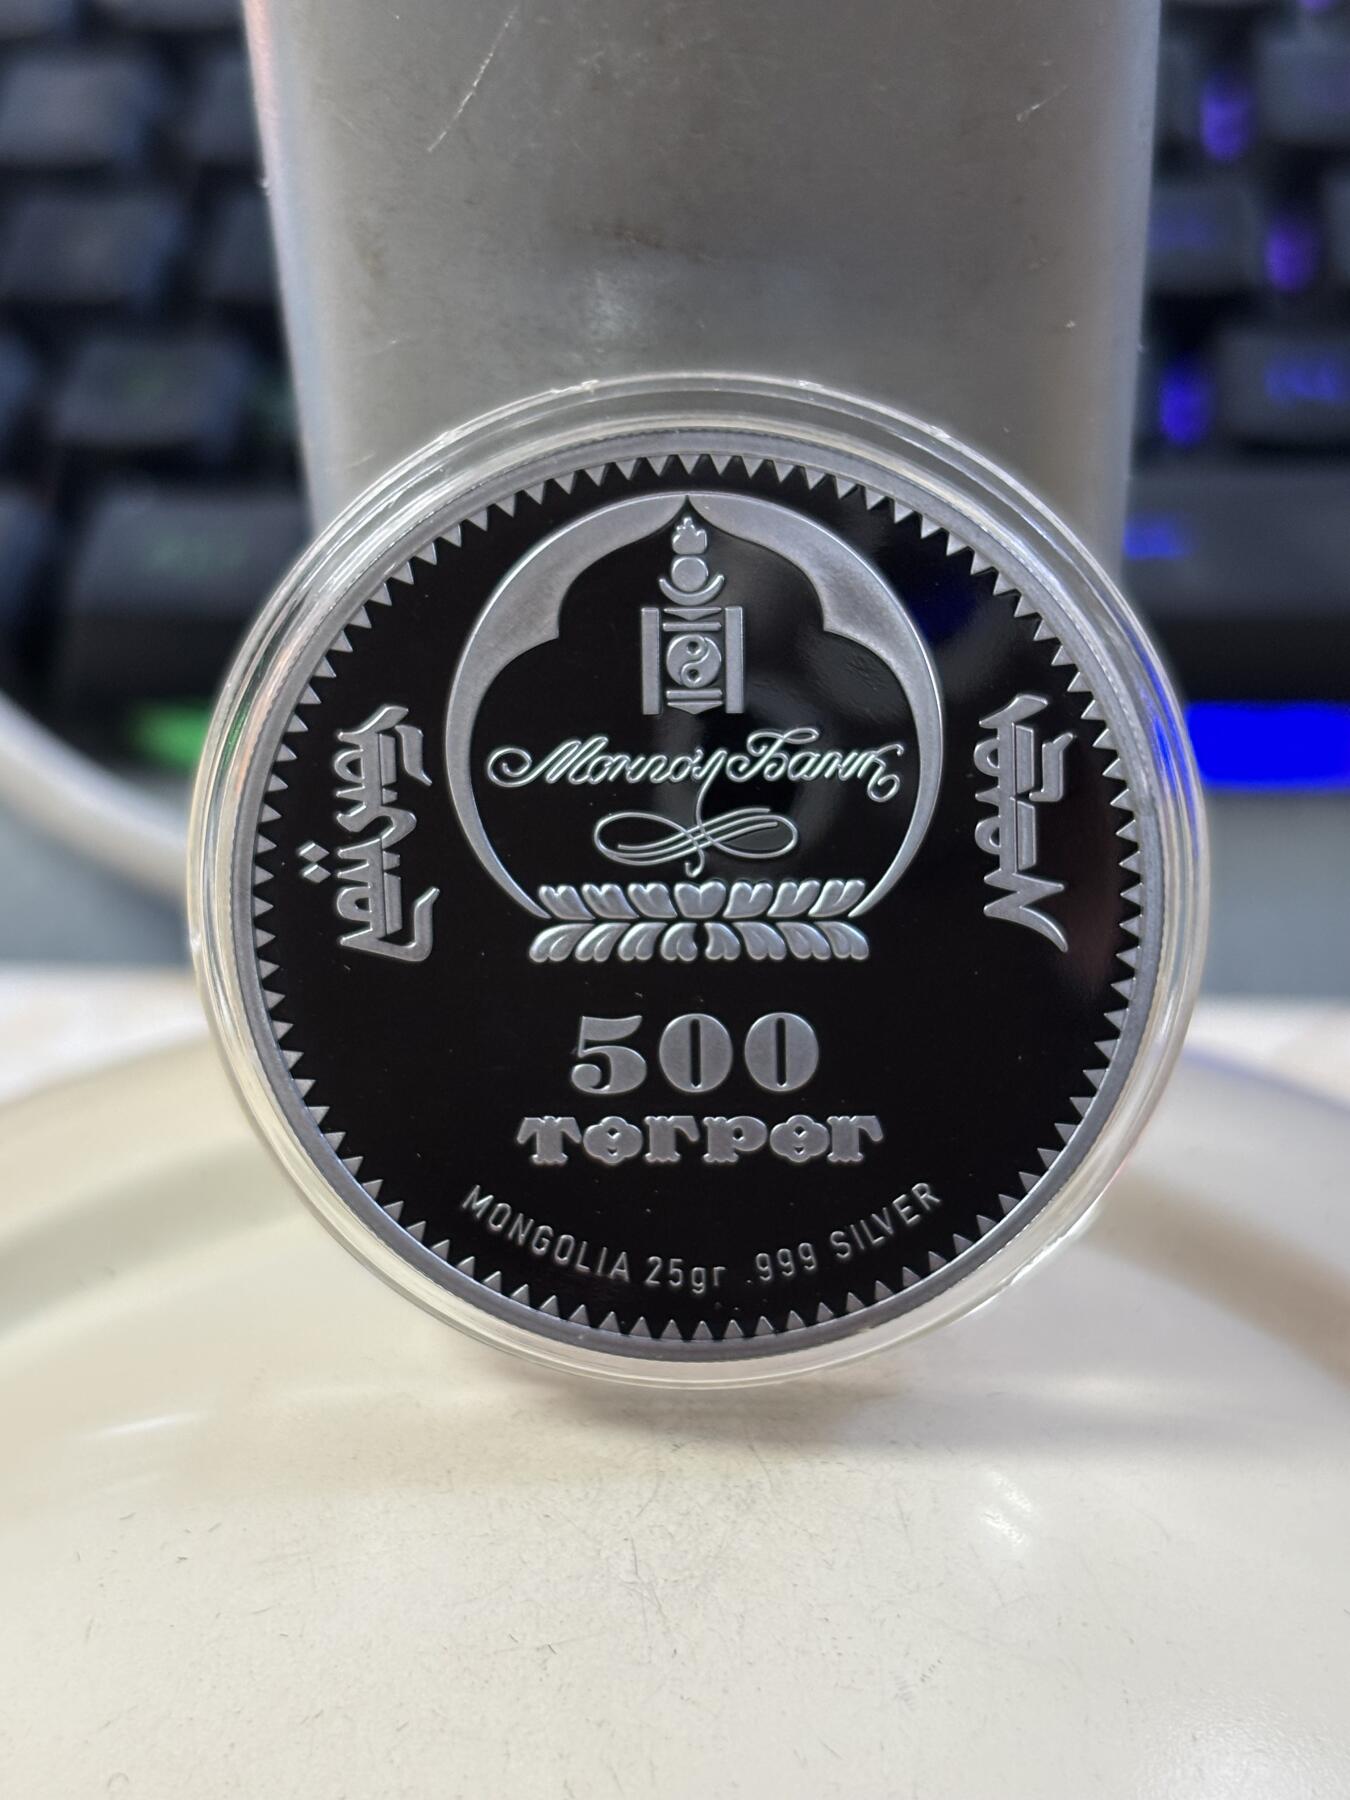 Монгол Банк
500
төгрөг
MONGOLIA 25gr .999 SILVER